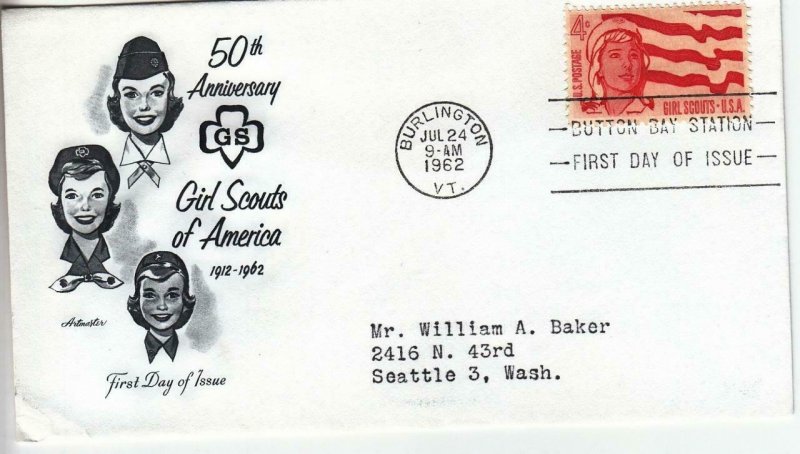 50th
Anniversary
GS
Girl Scouts
of America
1912-1962
Artmaster
First Day of Issue
BURLINGTON
JUL 24
9-AM
1962
VT.
4¢
U.S. POSTAGE
GIRL SCOUTS·U.S.A.
BUTTON BAY STATION
FIRST DAY OF ISSUE
Mr. William A. Baker
2416 N. 43rd
Seattle 3, Wash.